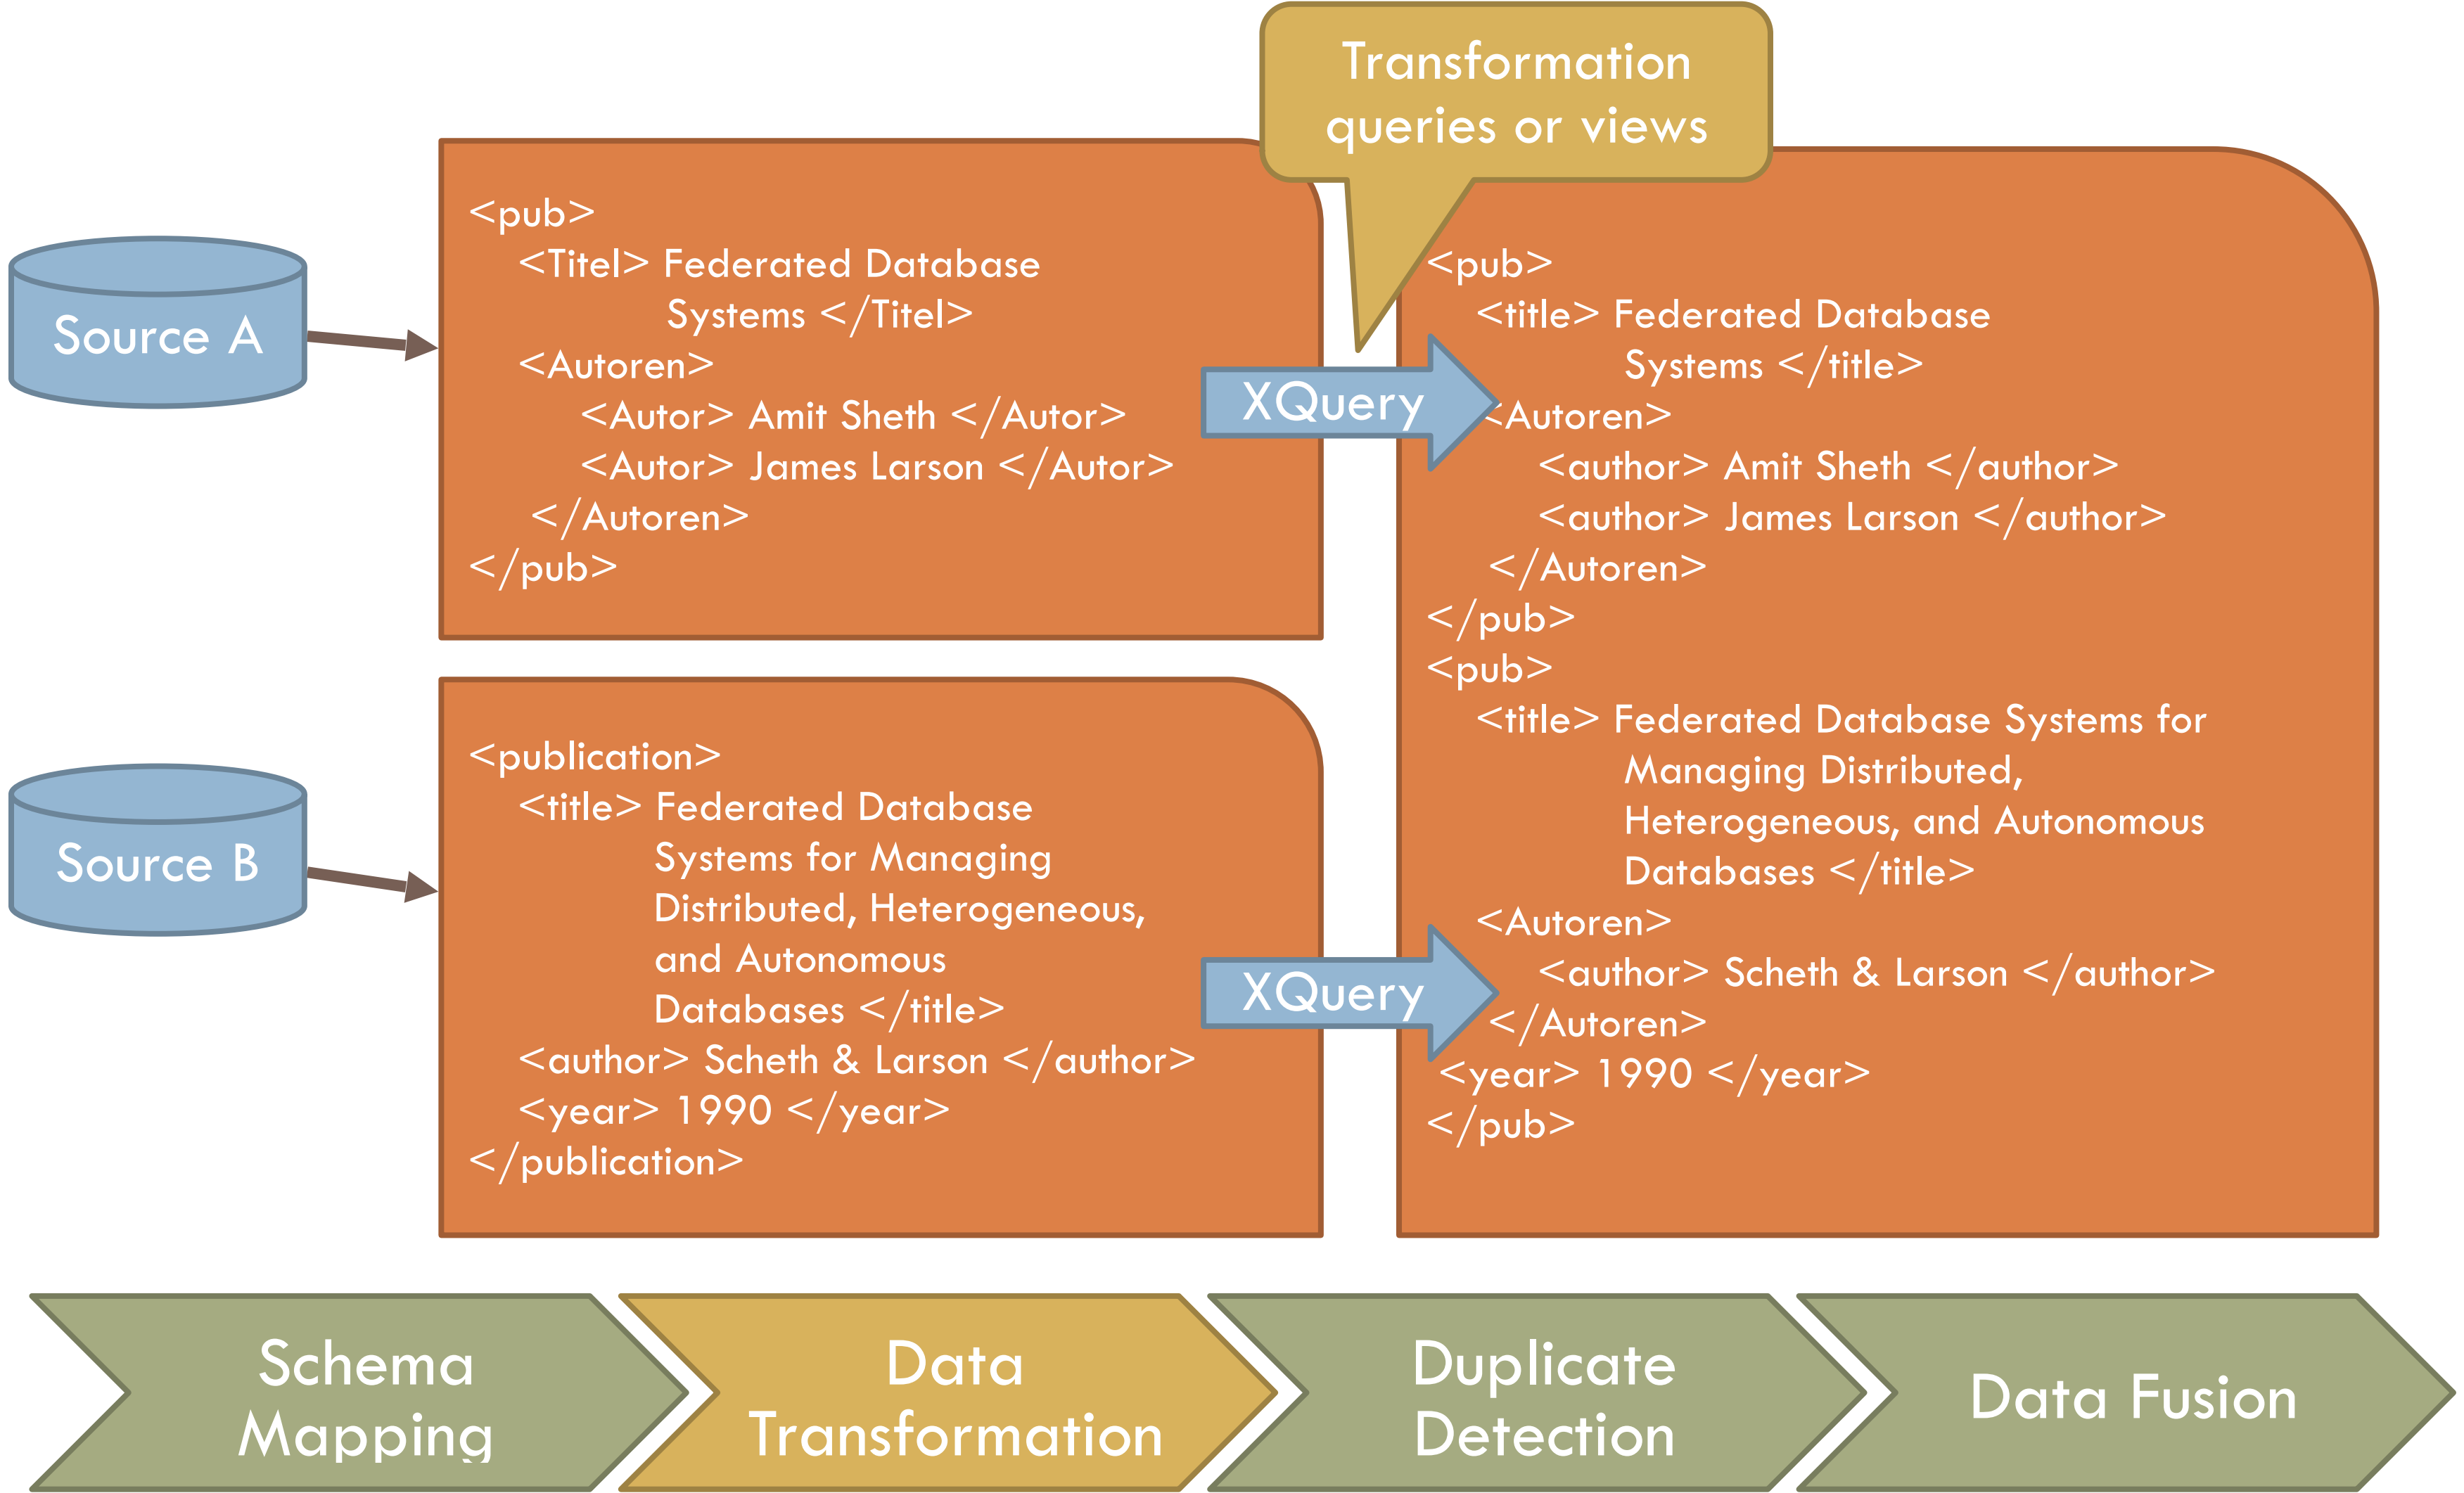 Transformation
queries or views
Source A
<pub>
<Titel> Federated Database
Systems </Titel>
<Autoren>
<Autor> Amit Sheth </Autor>
<Autor> James Larson </Autor>
</Autoren>
</pub>
Source B
<publication>
<title> Federated Database
Systems for Managing
Distributed, Heterogeneous,
and Autonomous
Databases </title>
<author> Scheth & Larson </author>
<year> 1990 </year>
</publication>
XQuery
XQuery
<pub>
<title> Federated Database
Systems </title>
<Autoren>
<author> Amit Sheth </author>
<author> James Larson </author>
</Autoren>
</pub>
<pub>
<title> Federated Database Systems for
Managing Distributed,
Heterogeneous, and Autonomous
Databases </title>
<Autoren>
<author> Scheth & Larson </author>
</Autoren>
<year> 1990 </year>
</pub>
Schema
Mapping
Data
Transformation
Duplicate
Detection
Data Fusion